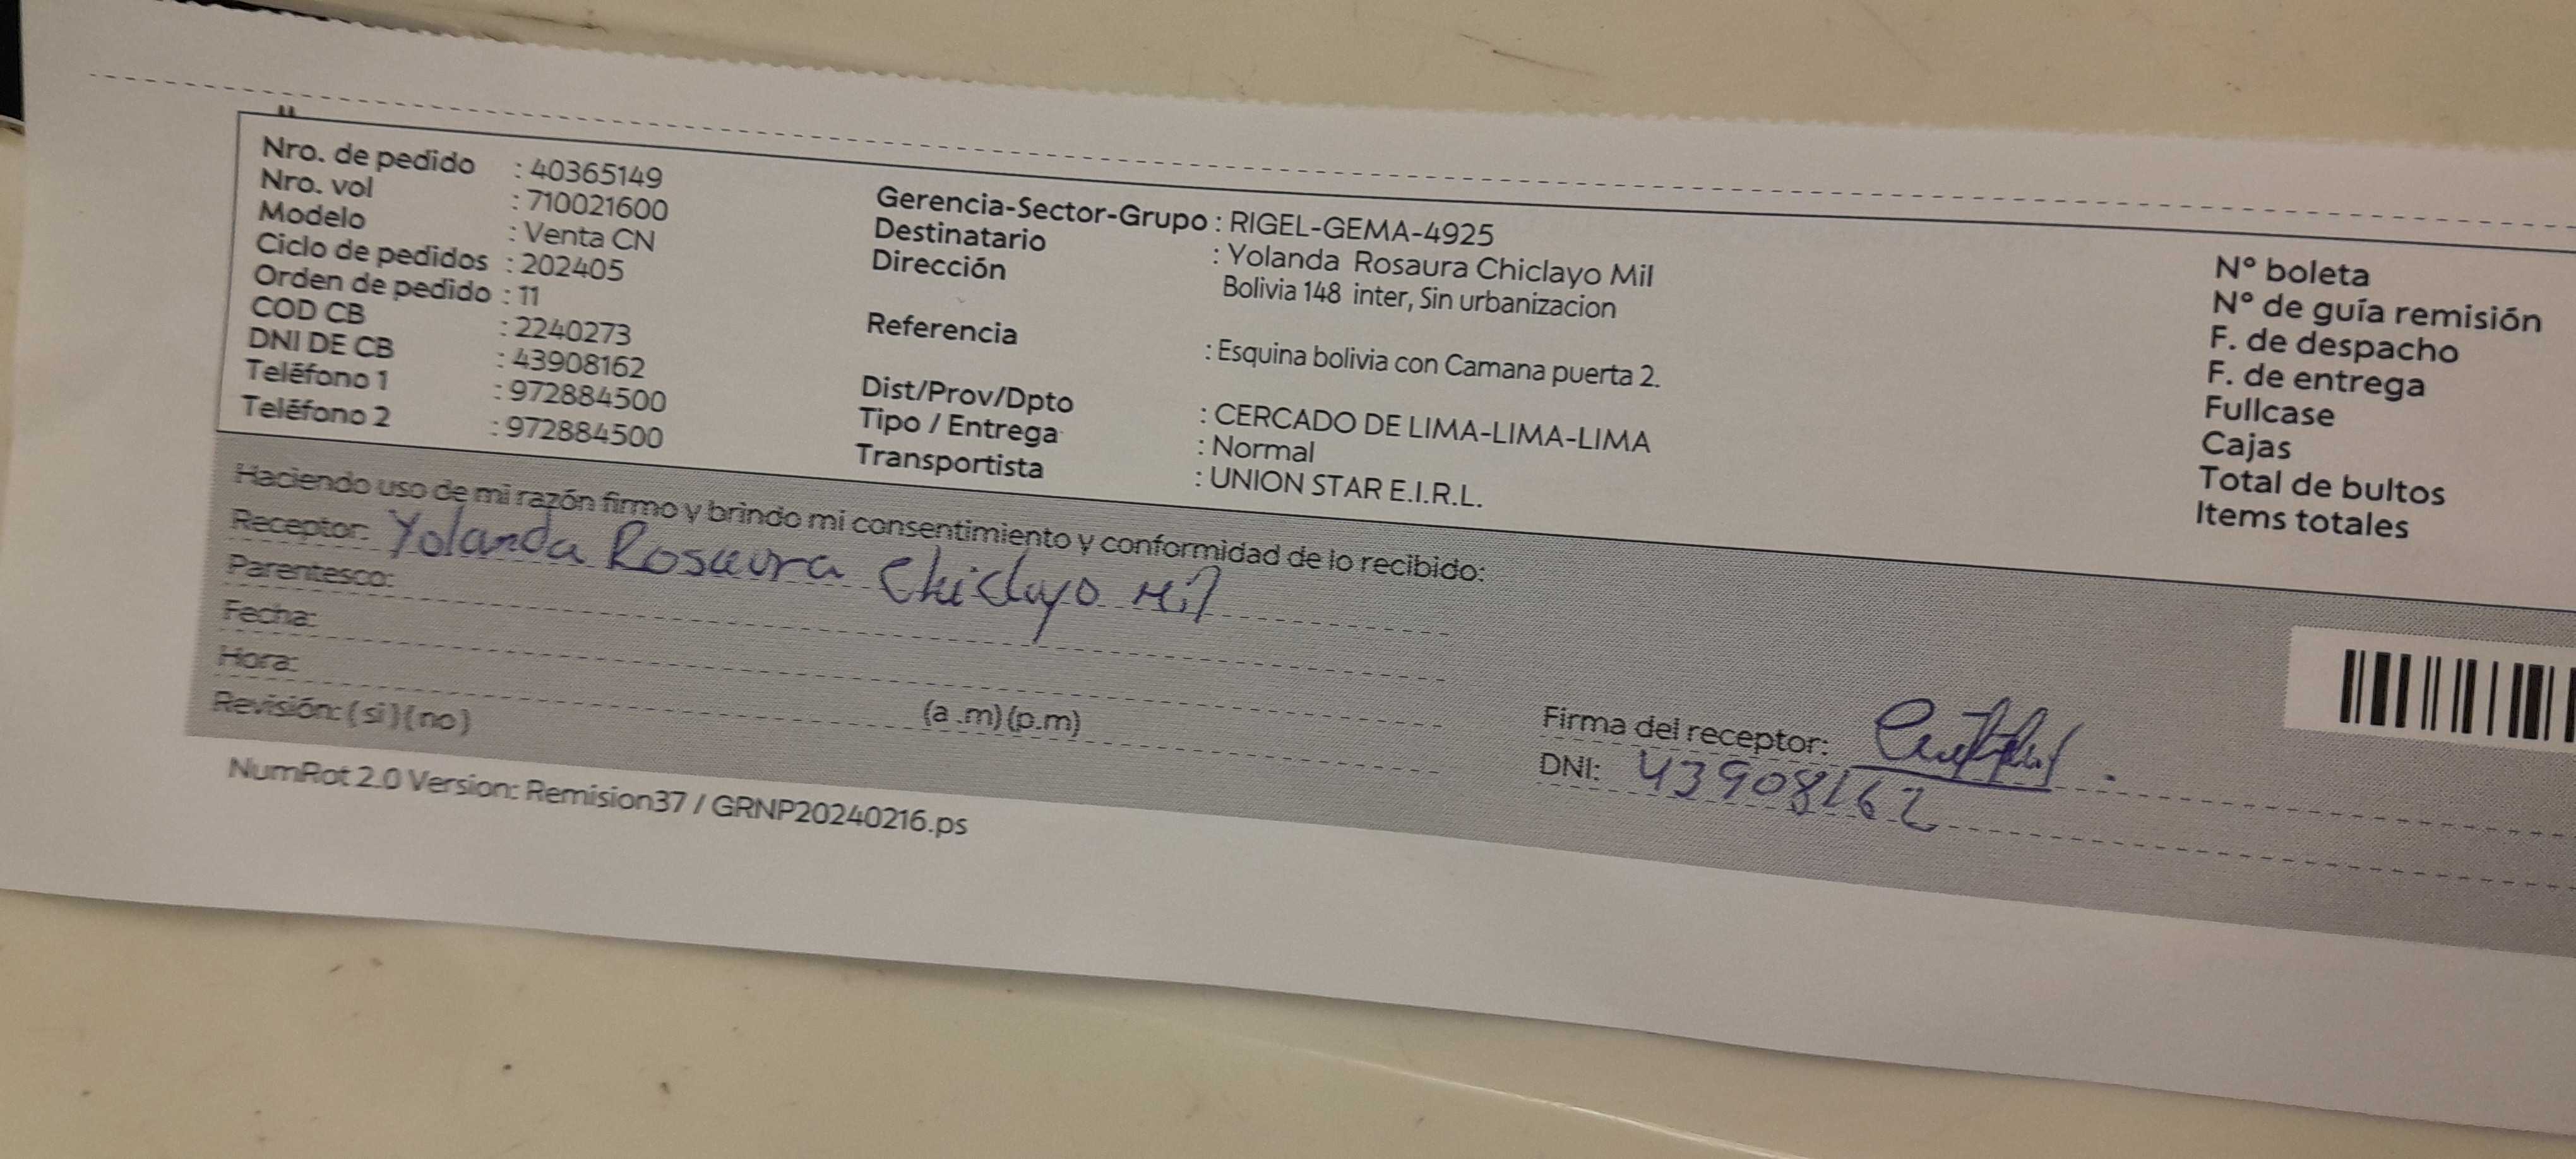 Nro. de pedido : 40365149
Nro. vol : 710021600
Modelo : Venta CN
Ciclo de pedidos : 202405
Orden de pedido : 11
COD CB : 2240273
DNI DE CB : 43908162
Teléfono 1 : 972884500
Teléfono 2 : 972884500
Gerencia-Sector-Grupo : RIGEL-GEMA-4925
Destinatario : Yolanda Rosaura Chiclayo Mil
Dirección Bolivia 148 inter, Sin urbanizacion
Referencia : Esquina bolivia con Camana puerta 2.
Dist/Prov/Dpto : CERCADO DE LIMA-LIMA-LIMA
Tipo / Entrega : Normal
Transportista : UNION STAR E.I.R.L.
N° boleta
N° de guía remisión
F. de despacho
F. de entrega
Fullcase
Cajas
Total de bultos
Items totales
Haciendo uso de mi razón firmo y brindo mi consentimiento y conformidad de lo recibido:
Receptor: Yolanda Rosaura Chiclayo Mil
Parentesco:
Fecha:
Hora: (a .m) (p.m)
Revisión: ( si ) ( no )
Firma del receptor:
DNI: 43908162
NumRot 2.0 Version: Remision37 / GRNP20240216.ps